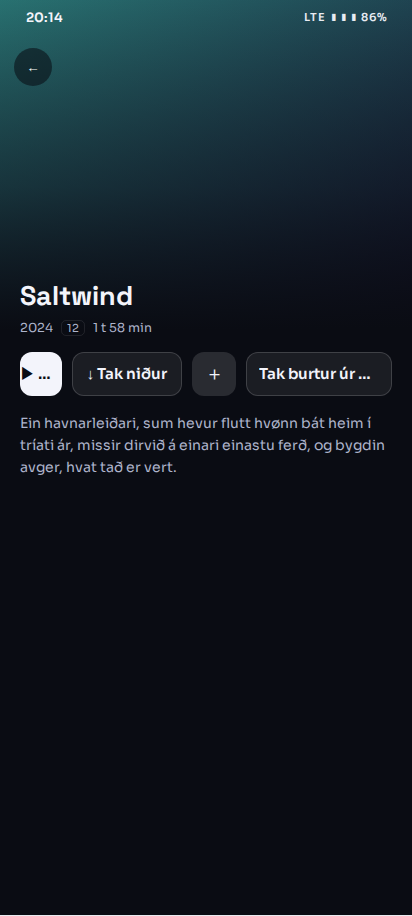 20:14
LTE 86%
←
Saltwind
2024 12 1 t 58 min
▶ ... ↓ Tak niður + Tak burtur úr ...
Ein havnarleiðari, sum hevur flutt hvønn bát heim í
tríati ár, missir dirvið á einari einastu ferð, og bygdin
avger, hvat tað er vert.